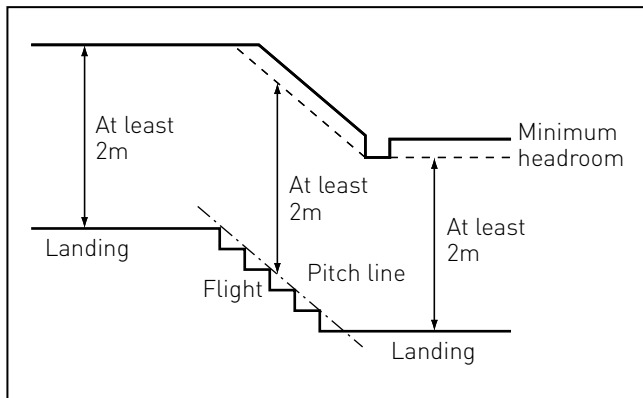 At least
2m
Landing
At least
2m
Flight
Pitch line
Minimum
headroom
At least
2m
Landing